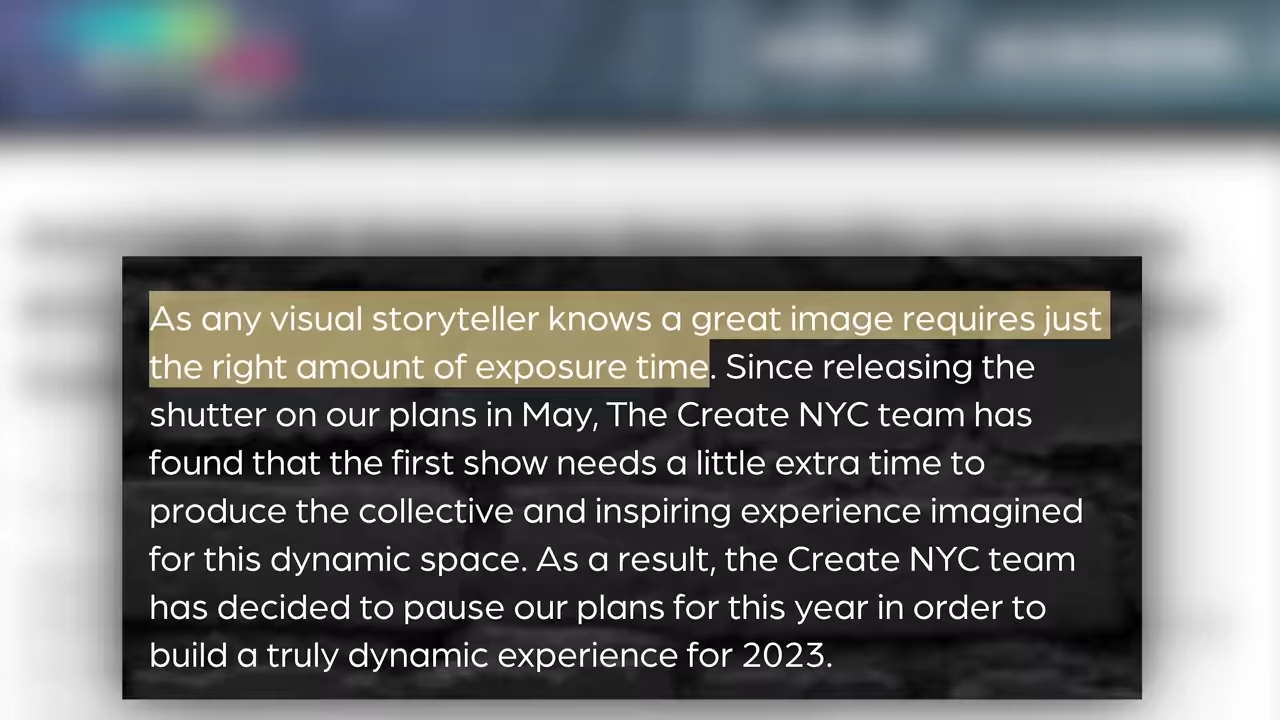 As any visual storyteller knows a great image requires just
the right amount of exposure time. Since releasing the
shutter on our plans in May, The Create NYC team has
found that the first show needs a little extra time to
produce the collective and inspiring experience imagined
for this dynamic space. As a result, the Create NYC team
has decided to pause our plans for this year in order to
build a truly dynamic experience for 2023.